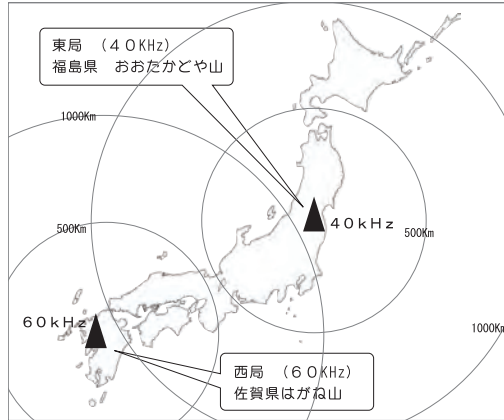 東局 （４０KHz）
福島県 おおたかどや山
1000Km
500Km
４０ｋＨｚ
500Km
６０ｋＨｚ
1000Km
西局 （６０KHz）
佐賀県はがね山